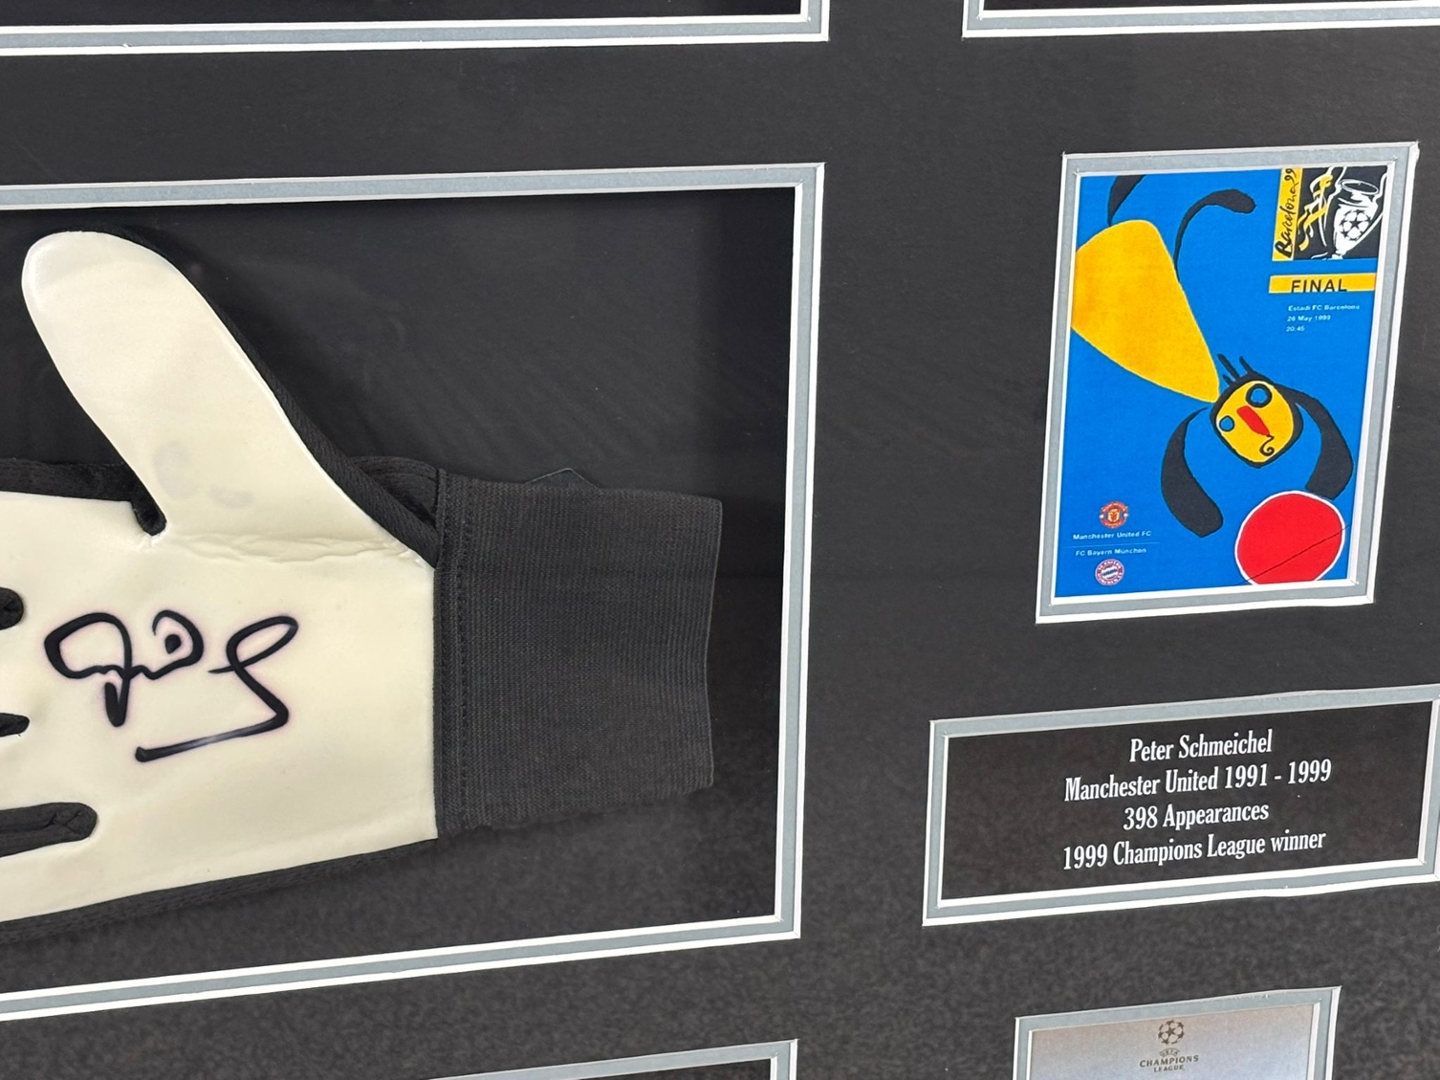 Barcelona 99
FINAL
Estadi FC Barcelona
26 May 1999
20:45
Manchester United FC
FC Bayern München
Peter Schmeichel
Manchester United 1991 - 1999
398 Appearances
1999 Champions League winner
UEFA
CHAMPIONS
LEAGUE